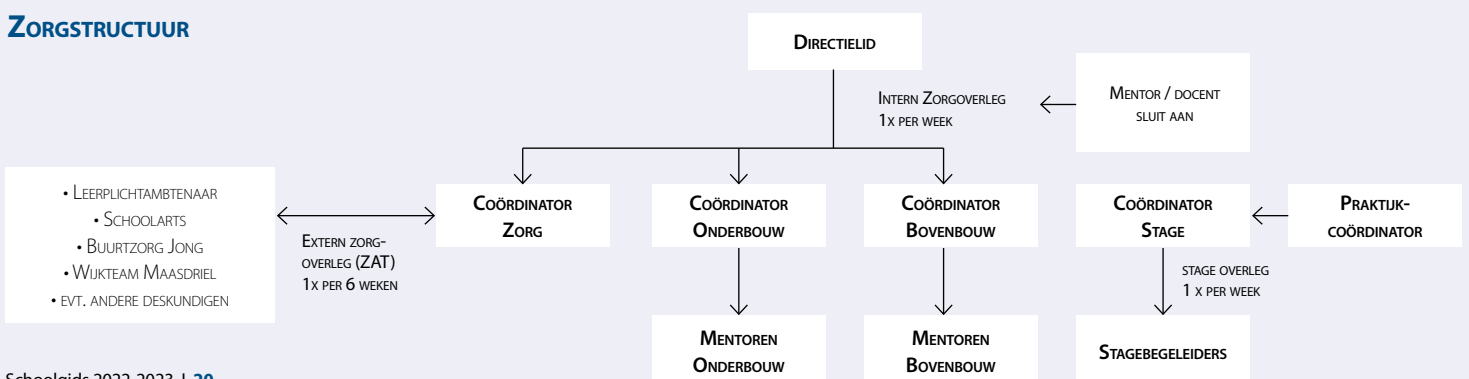 Zorgstructuur
Directielid
Intern Zorgoverleg
1x per week
Mentor / docent
sluit aan
• Leerplichtambtenaar
• Schoolarts
• Buurtzorg Jong
• Wijkteam Maasdriel
• evt. andere deskundigen
Extern zorg-
overleg (ZAT)
1x per 6 weken
Coördinator
Zorg
Coördinator
Onderbouw
Coördinator
Bovenbouw
Coördinator
Stage
Praktijk-
coördinator
stage overleg
1 x per week
Mentoren
Onderbouw
Mentoren
Bovenbouw
Stagebegeleiders
Schoolgids 2022-2023 | 20